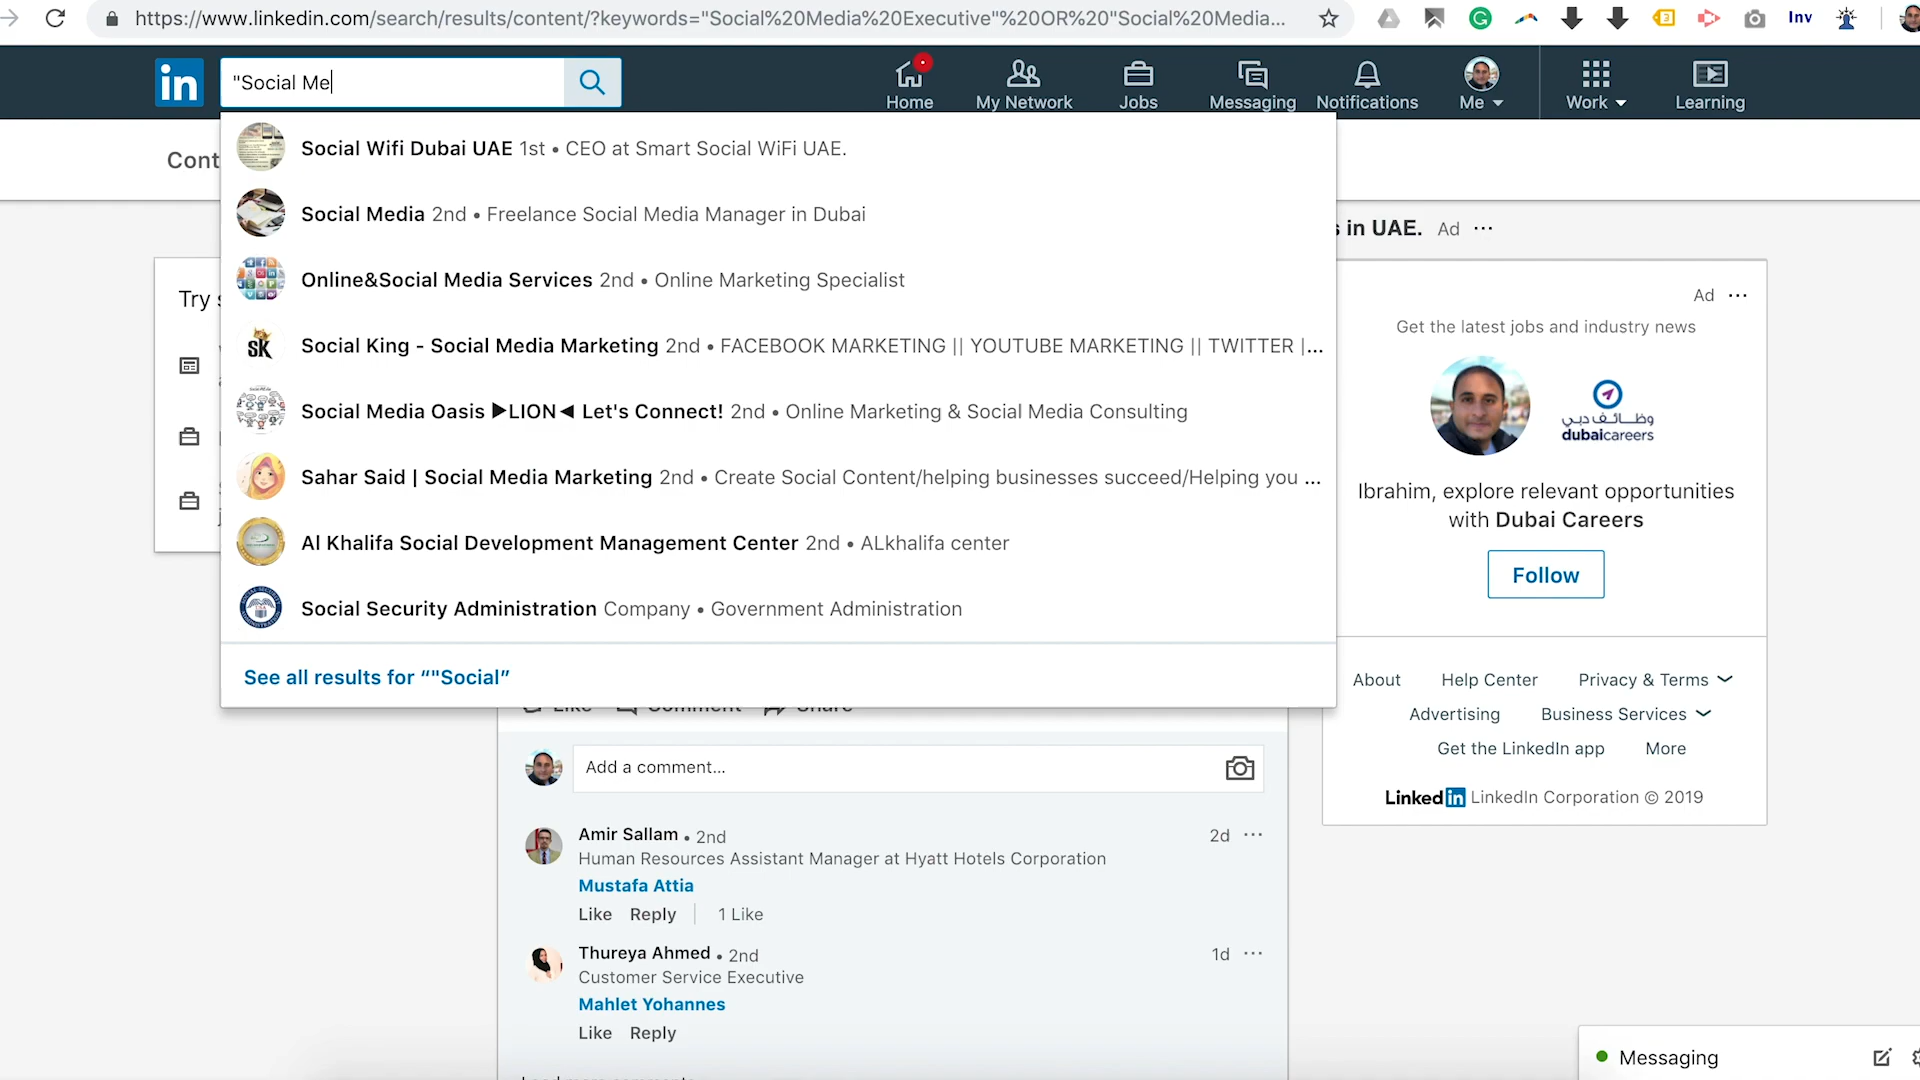 https://www.linkedin.com/search/results/content/?keywords="Social%20Media%20Executive"%20OR%20"Social%20Media...
Inv
in
"Social Me
Home
My Network
Jobs
Messaging
Notifications
Me
Work
Learning
Cont
Social Wifi Dubai UAE 1st • CEO at Smart Social WiFi UAE.
Social Media 2nd • Freelance Social Media Manager in Dubai
Online&Social Media Services 2nd • Online Marketing Specialist
SK
Social King - Social Media Marketing 2nd • FACEBOOK MARKETING || YOUTUBE MARKETING || TWITTER |...
Social Media Oasis ▶LION◀ Let's Connect! 2nd • Online Marketing & Social Media Consulting
Sahar Said | Social Media Marketing 2nd • Create Social Content/helping businesses succeed/Helping you ...
Al Khalifa Social Development Management Center 2nd • ALkhalifa center
Social Security Administration Company • Government Administration
See all results for “"Social”
Try
in UAE. Ad ...
Ad ...
Get the latest jobs and industry news
وظائف دبي
dubaicareers
Ibrahim, explore relevant opportunities
with Dubai Careers
Follow
About Help Center Privacy & Terms
Advertising Business Services
Get the LinkedIn app More
Linked in LinkedIn Corporation © 2019
Like Comment Share
Add a comment...
Amir Sallam • 2nd
2d ...
Human Resources Assistant Manager at Hyatt Hotels Corporation
Mustafa Attia
Like Reply 1 Like
Thureya Ahmed • 2nd
1d ...
Customer Service Executive
Mahlet Yohannes
Like Reply
Messaging